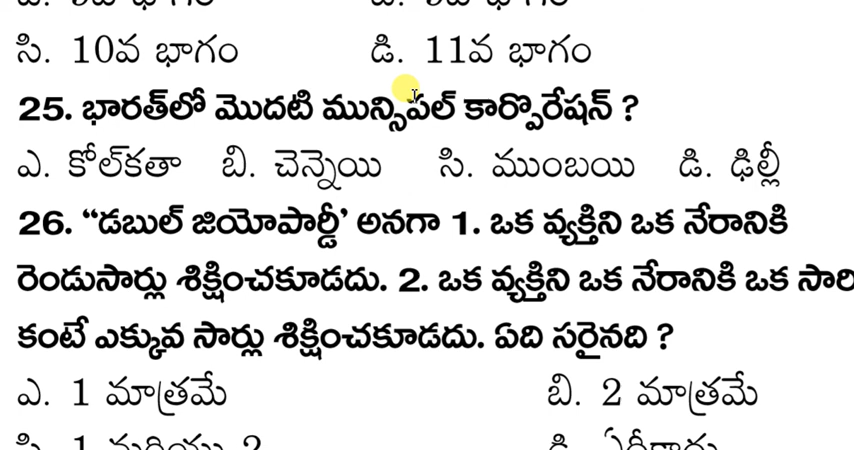 సి. 10వ భాగం డి. 11వ భాగం
25. భారత్‌లో మొదటి మున్సిపల్ కార్పొరేషన్ ?
ఎ. కోల్‌కతా బి. చెన్నెయి సి. ముంబయి డి. ఢిల్లీ
26. “డబుల్ జియోపార్డీ’ అనగా 1. ఒక వ్యక్తిని ఒక నేరానికి
రెండుసార్లు శిక్షించకూడదు. 2. ఒక వ్యక్తిని ఒక నేరానికి ఒక సారి
కంటే ఎక్కువ సార్లు శిక్షించకూడదు. ఏది సరైనది ?
ఎ. 1 మాత్రమే బి. 2 మాత్రమే